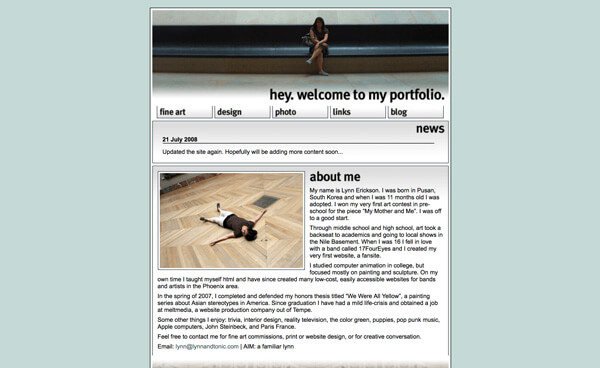 hey. welcome to my portfolio.
fine art design photo links blog
news
21 July 2008
Updated the site again. Hopefully will be adding more content soon...
about me
My name is Lynn Erickson. I was born in Pusan,
South Korea and when I was 11 months old I was
adopted. I won my very first art contest in pre-
school for the piece "My Mother and Me". I was off
to a good start.
Through middle school and high school, art took a
backseat to academics and going to local shows in
the Nile Basement. When I was 16 I fell in love
with a band called 17FourEyes and I created my
very first website, a fansite.
I studied computer animation in college, but
focused mostly on painting and sculpture. On my
own time I taught myself html and have since created many low-cost, easily accessible websites for bands
and artists in the Phoenix area.
In the spring of 2007, I completed and defended my honors thesis titled "We Were All Yellow", a painting
series about Asian stereotypes in America. Since graduation I have had a mild life-crisis and obtained a job
at meltmedia, a website production company out of Tempe.
Some other things I enjoy: trivia, interior design, reality television, the color green, puppies, pop punk music,
Apple computers, John Steinbeck, and Paris France.
Feel free to contact me for fine art commissions, print or website design, or for creative conversation.
Email: lynn@lynnandtonic.com | AIM: a familiar lynn